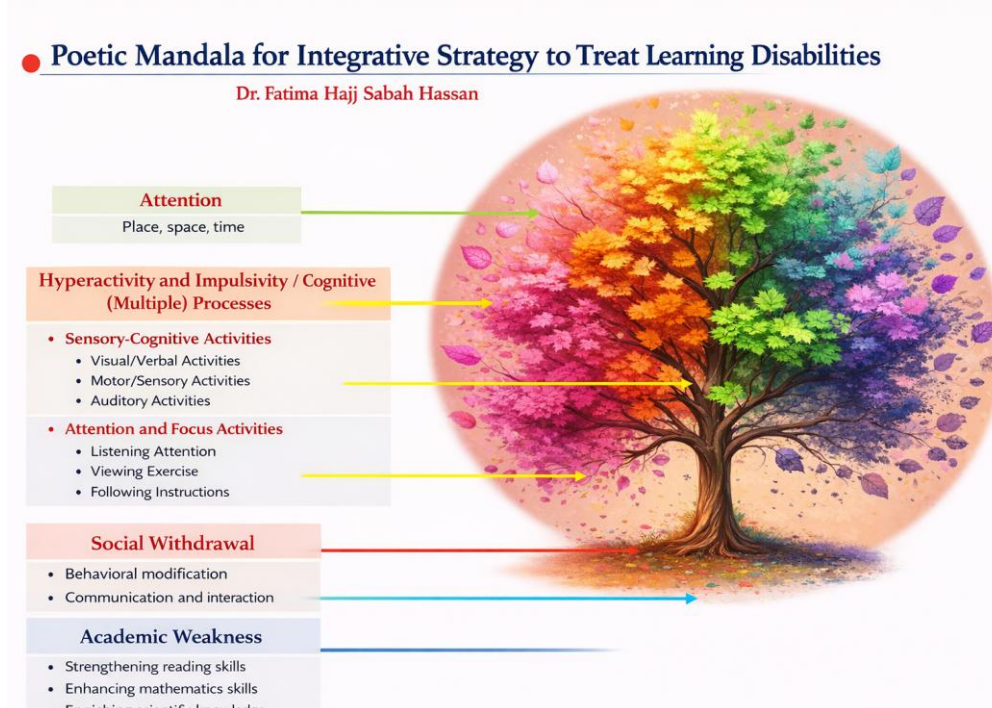 Poetic Mandala for Integrative Strategy to Treat Learning Disabilities
Dr. Fatima Hajj Sabah Hassan
Attention
Place, space, time
Hyperactivity and Impulsivity / Cognitive
(Multiple) Processes
• Sensory-Cognitive Activities
• Visual/Verbal Activities
• Motor/Sensory Activities
• Auditory Activities
• Attention and Focus Activities
• Listening Attention
• Viewing Exercise
• Following Instructions
Social Withdrawal
• Behavioral modification
• Communication and interaction
Academic Weakness
• Strengthening reading skills
• Enhancing mathematics skills